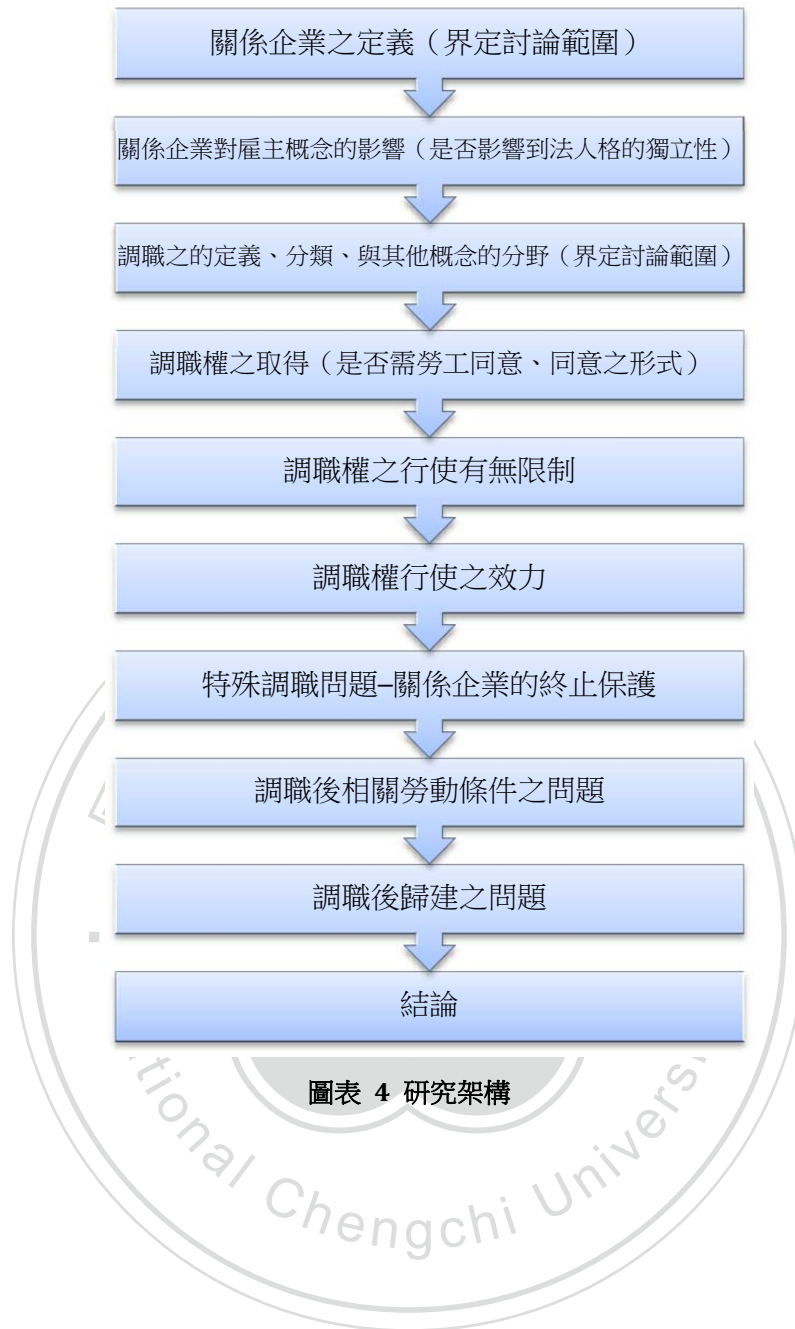 關係企業之定義（界定討論範圍）
關係企業對雇主概念的影響（是否影響到法人格的獨立性）
調職之的定義、分類、與其他概念的分野（界定討論範圍）
調職權之取得（是否需勞工同意、同意之形式）
調職權之行使有無限制
調職權行使之效力
特殊調職問題–關係企業的終止保護
調職後相關勞動條件之問題
調職後歸建之問題
結論
圖表 4 研究架構
Chengchi